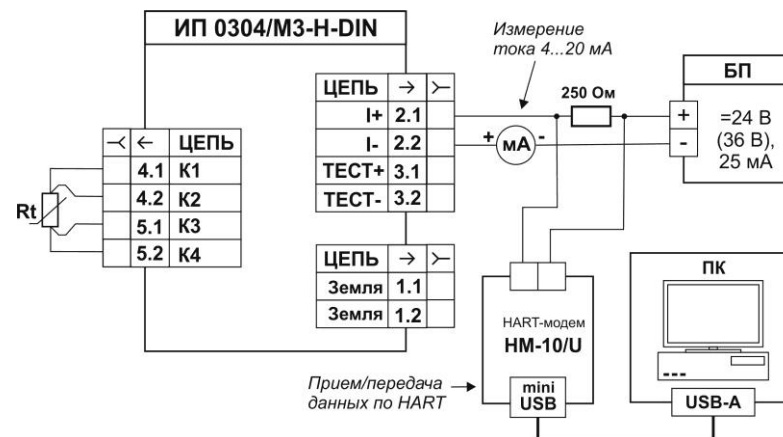 ИП 0304/М3-Н-DIN
Измерение
тока 4...20 мА
ЦЕПЬ
I+ 2.1
I- 2.2
ТЕСТ+ 3.1
ТЕСТ- 3.2
250 Ом
+ мА -
БП
+
-
=24 В
(36 В),
25 мА
ЦЕПЬ
4.1 К1
4.2 К2
5.1 К3
5.2 К4
Rt
ЦЕПЬ
Земля 1.1
Земля 1.2
HART-модем
НМ-10/U
mini
USB
Прием/передача
данных по HART
ПК
USB-A